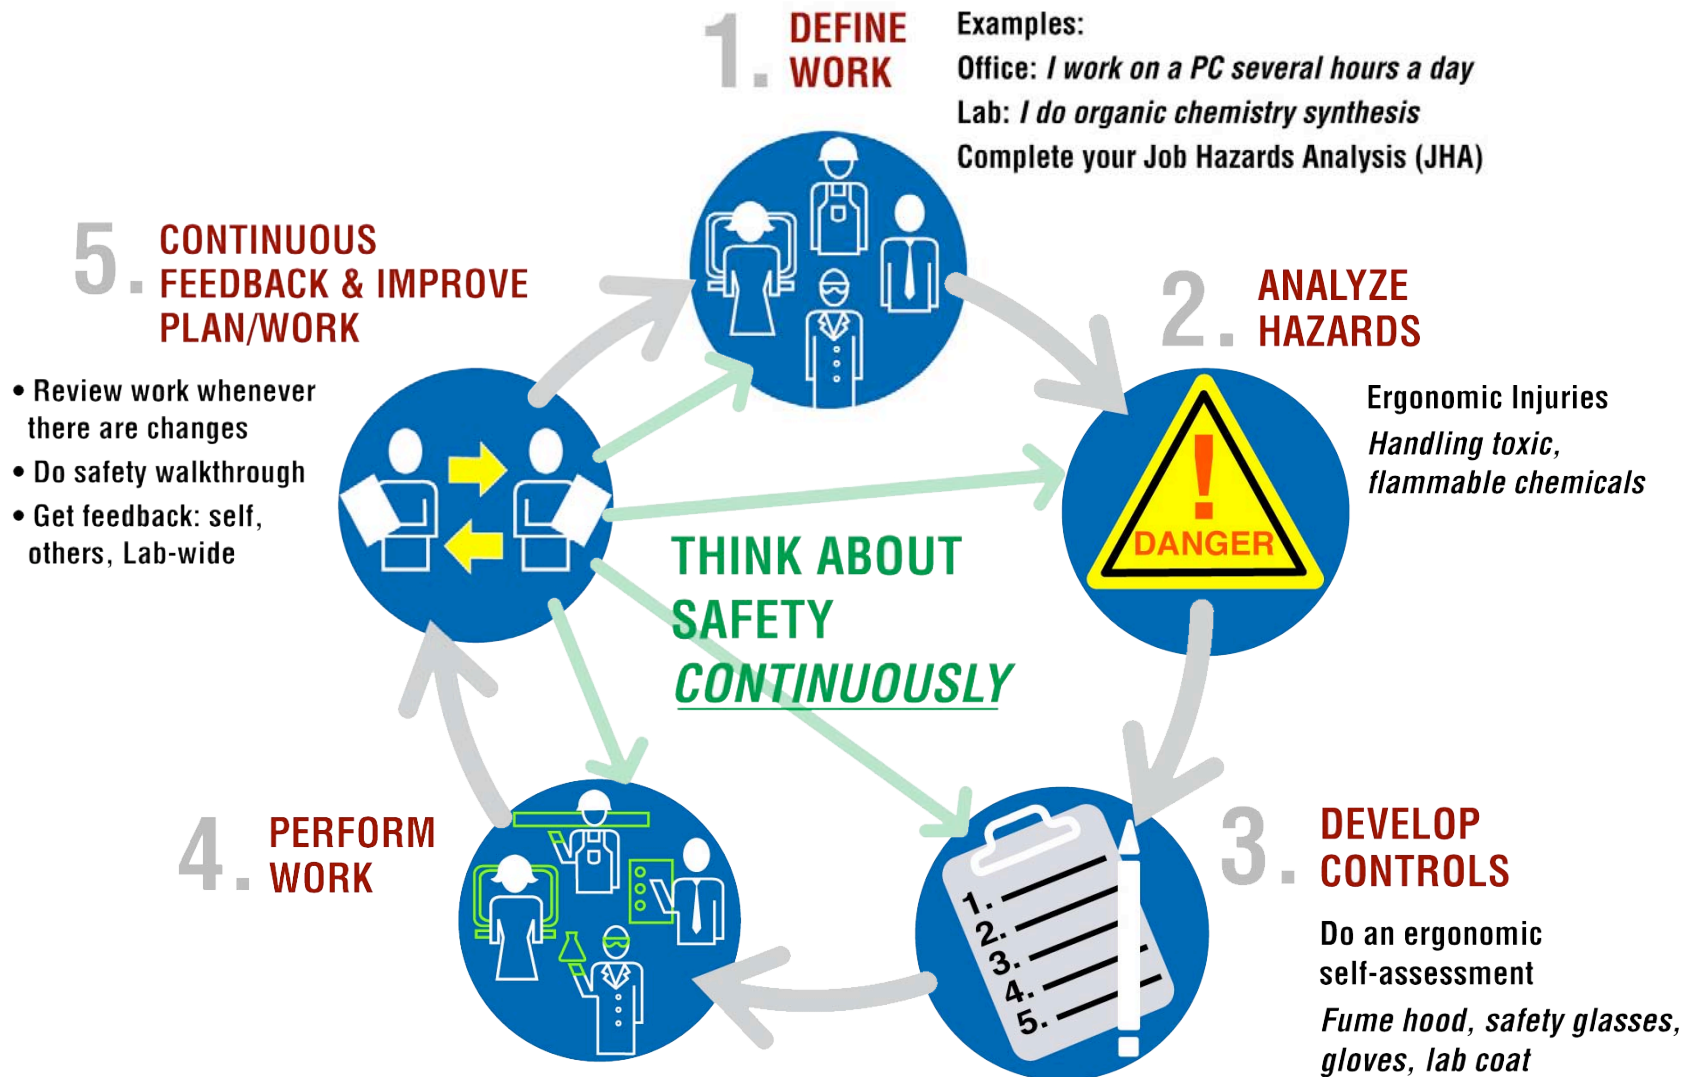 1. DEFINE
WORK
Examples:
Office: I work on a PC several hours a day
Lab: I do organic chemistry synthesis
Complete your Job Hazards Analysis (JHA)
2. ANALYZE
HAZARDS
Ergonomic Injuries
Handling toxic,
flammable chemicals
DANGER
!
3. DEVELOP
CONTROLS
Do an ergonomic
self-assessment
Fume hood, safety glasses,
gloves, lab coat
1.
2.
3.
4.
5.
4. PERFORM
WORK
5. CONTINUOUS
FEEDBACK & IMPROVE
PLAN/WORK
• Review work whenever
there are changes
• Do safety walkthrough
• Get feedback: self,
others, Lab-wide
THINK ABOUT
SAFETY
CONTINUOUSLY